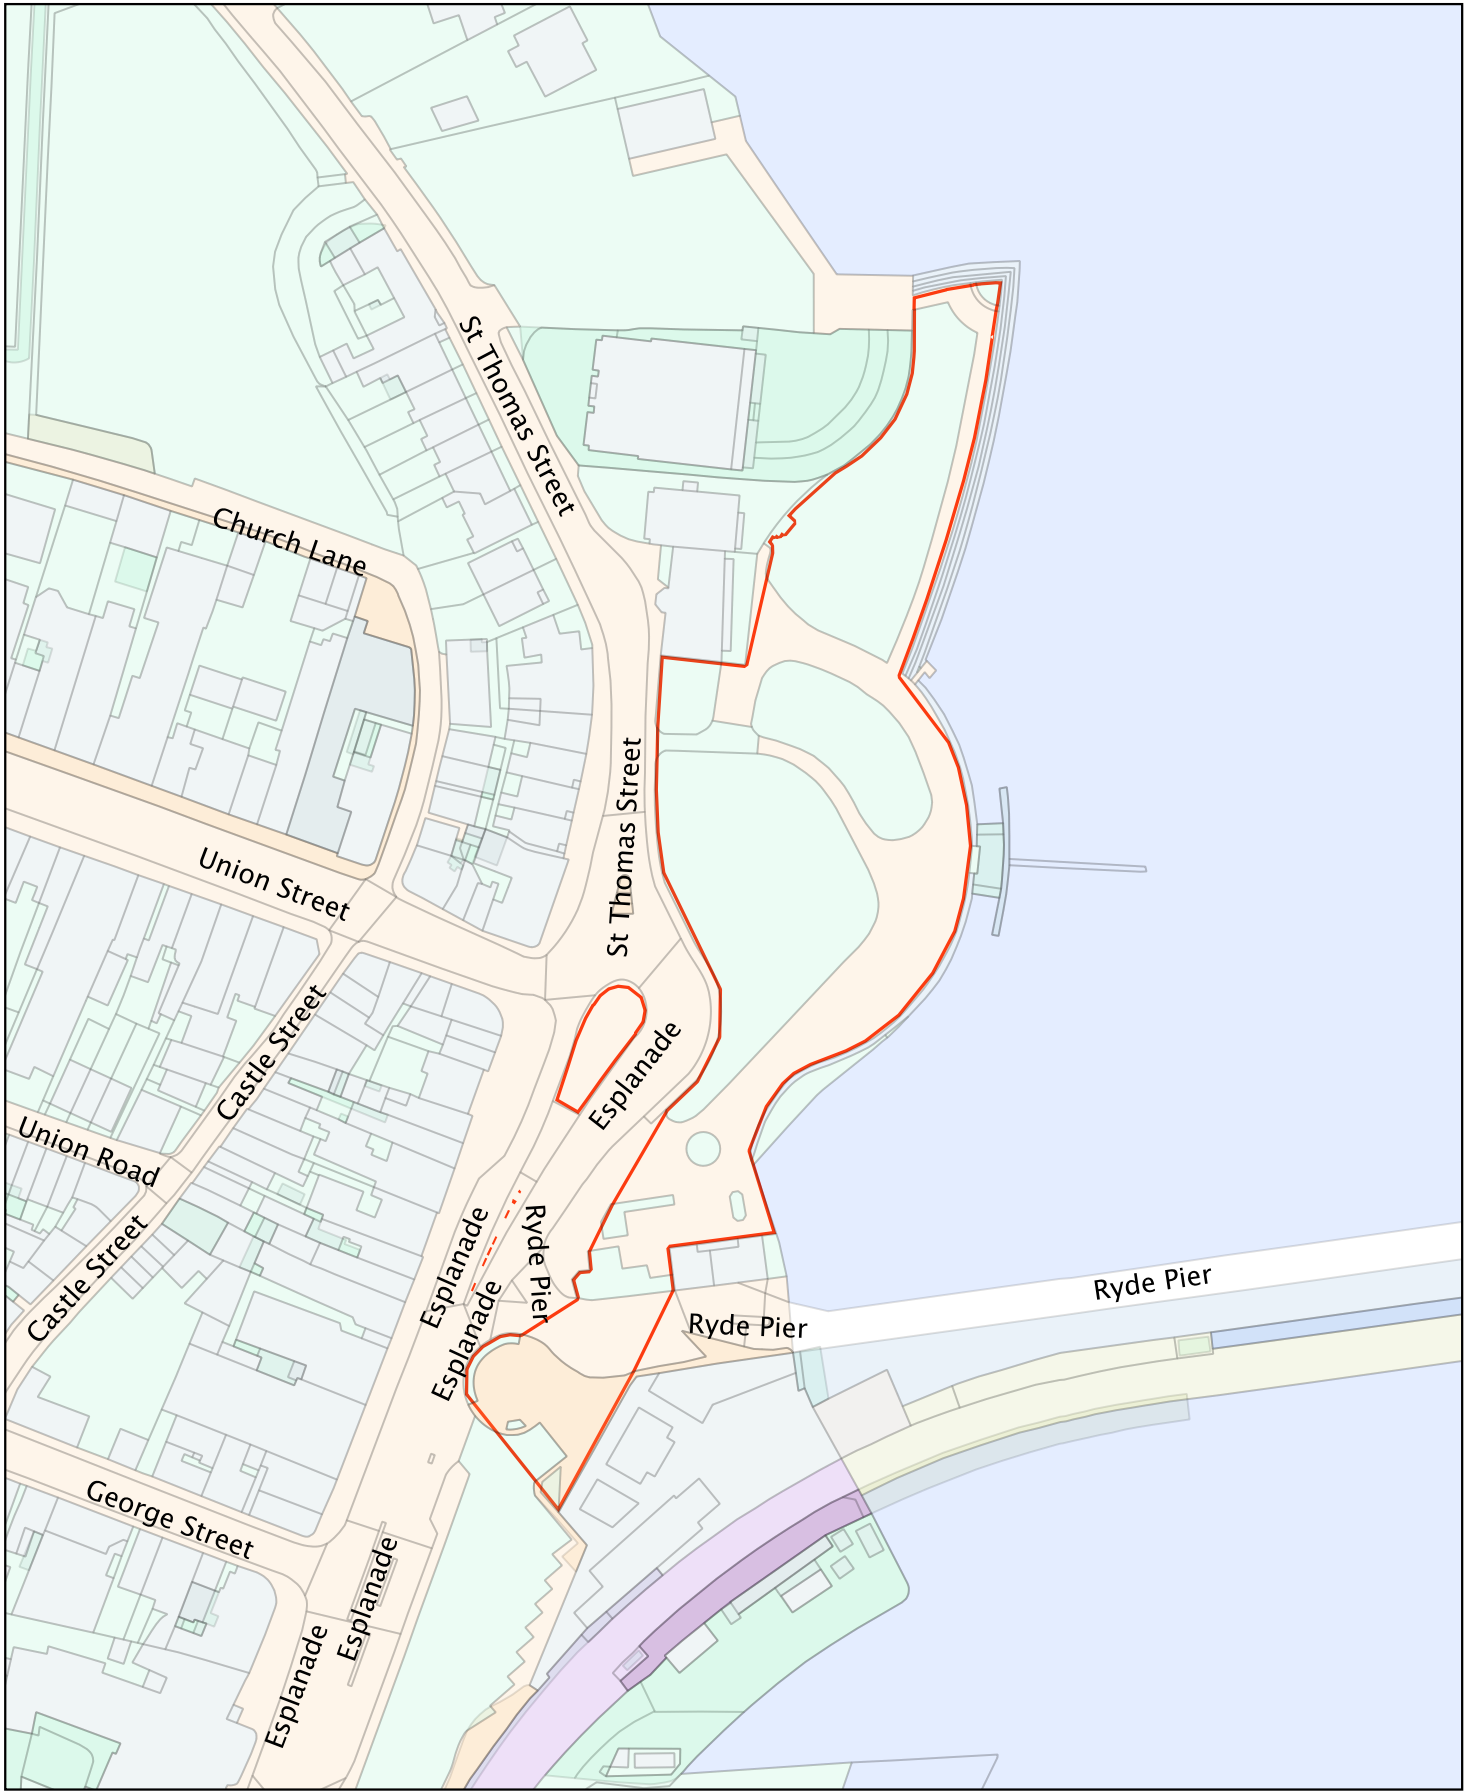 St Thomas Street
Church Lane
St Thomas Street
Union Street
Castle Street
Esplanade
Union Road
Castle Street
Esplanade
Ryde Pier
Esplanade
Ryde Pier
Ryde Pier
George Street
Esplanade
Esplanade